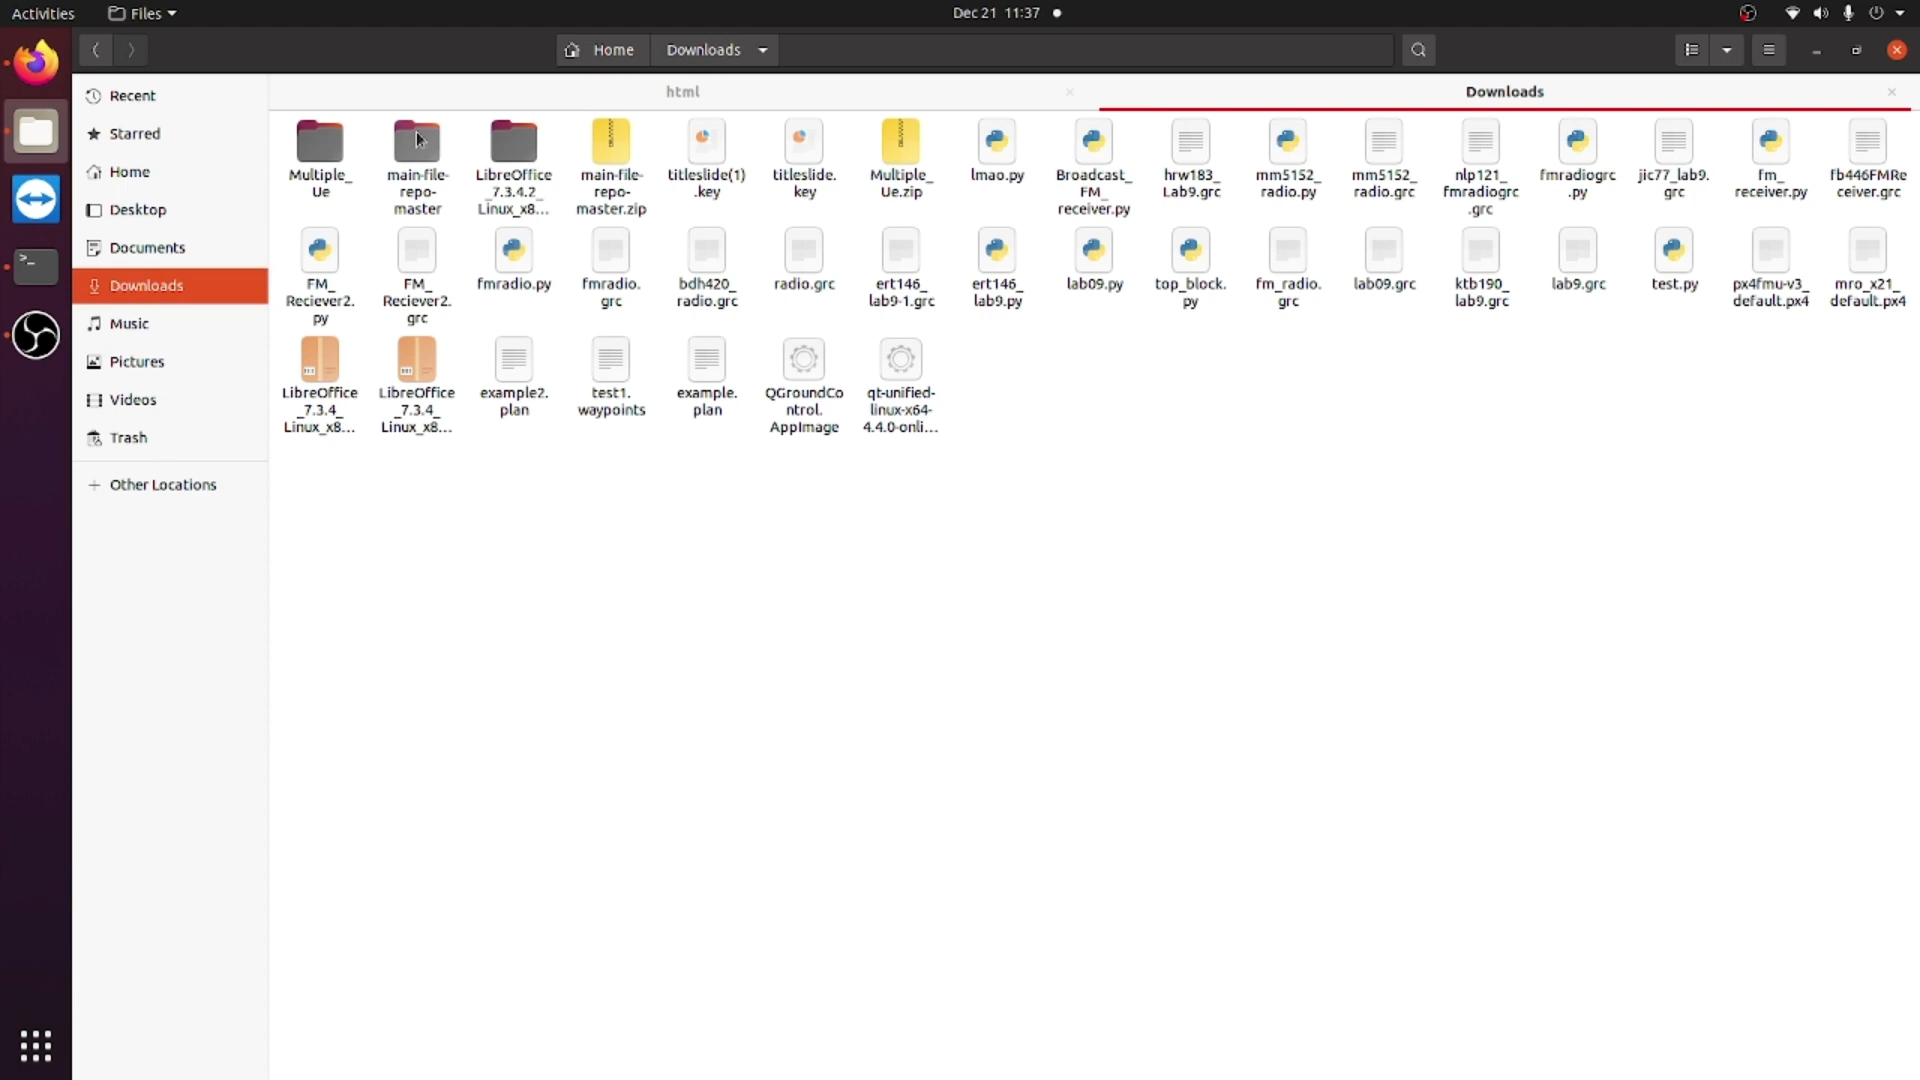 Activities
Files
Dec 21 11:37
Home
Downloads
html
Downloads
Recent
Starred
Home
Desktop
Documents
Downloads
Music
Pictures
Videos
Trash
Other Locations
Multiple_
Ue
main-file-
repo-
master
LibreOffice
_7.3.4.2_
Linux_x8...
main-file-
repo-
master.zip
titleslide(1)
.key
titleslide.
key
Multiple_
Ue.zip
lmao.py
Broadcast_
FM_
receiver.py
hrw183_
Lab9.grc
mm5152_
radio.py
mm5152_
radio.grc
nlp121_
fmradiogrc
.grc
fmradiogrc
.py
jic77_lab9.
grc
fm_
receiver.py
fb446FMRe
ceiver.grc
FM_
Reciever2.
py
FM_
Reciever2.
grc
fmradio.py
fmradio.
grc
bdh420_
radio.grc
radio.grc
ert146_
lab9-1.grc
ert146_
lab9.py
lab09.py
top_block.
py
fm_radio.
grc
lab09.grc
ktb190_
lab9.grc
lab9.grc
test.py
px4fmu-v3_
default.px4
mro_x21_
default.px4
LibreOffice
_7.3.4_
Linux_x8...
LibreOffice
_7.3.4_
Linux_x8...
example2.
plan
test1.
waypoints
example.
plan
QGroundCo
ntrol.
AppImage
qt-unified-
linux-x64-
4.4.0-onli...